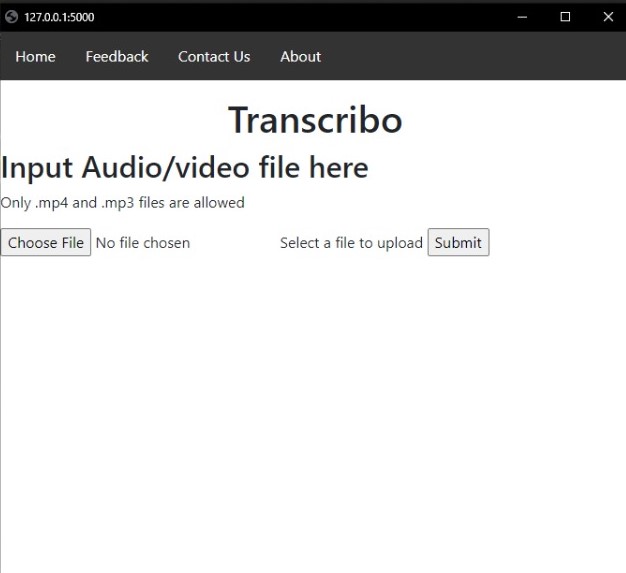 127.0.0.1:5000
Home Feedback Contact Us About
Transcribo
Input Audio/video file here
Only .mp4 and .mp3 files are allowed
Choose File No file chosen Select a file to upload Submit